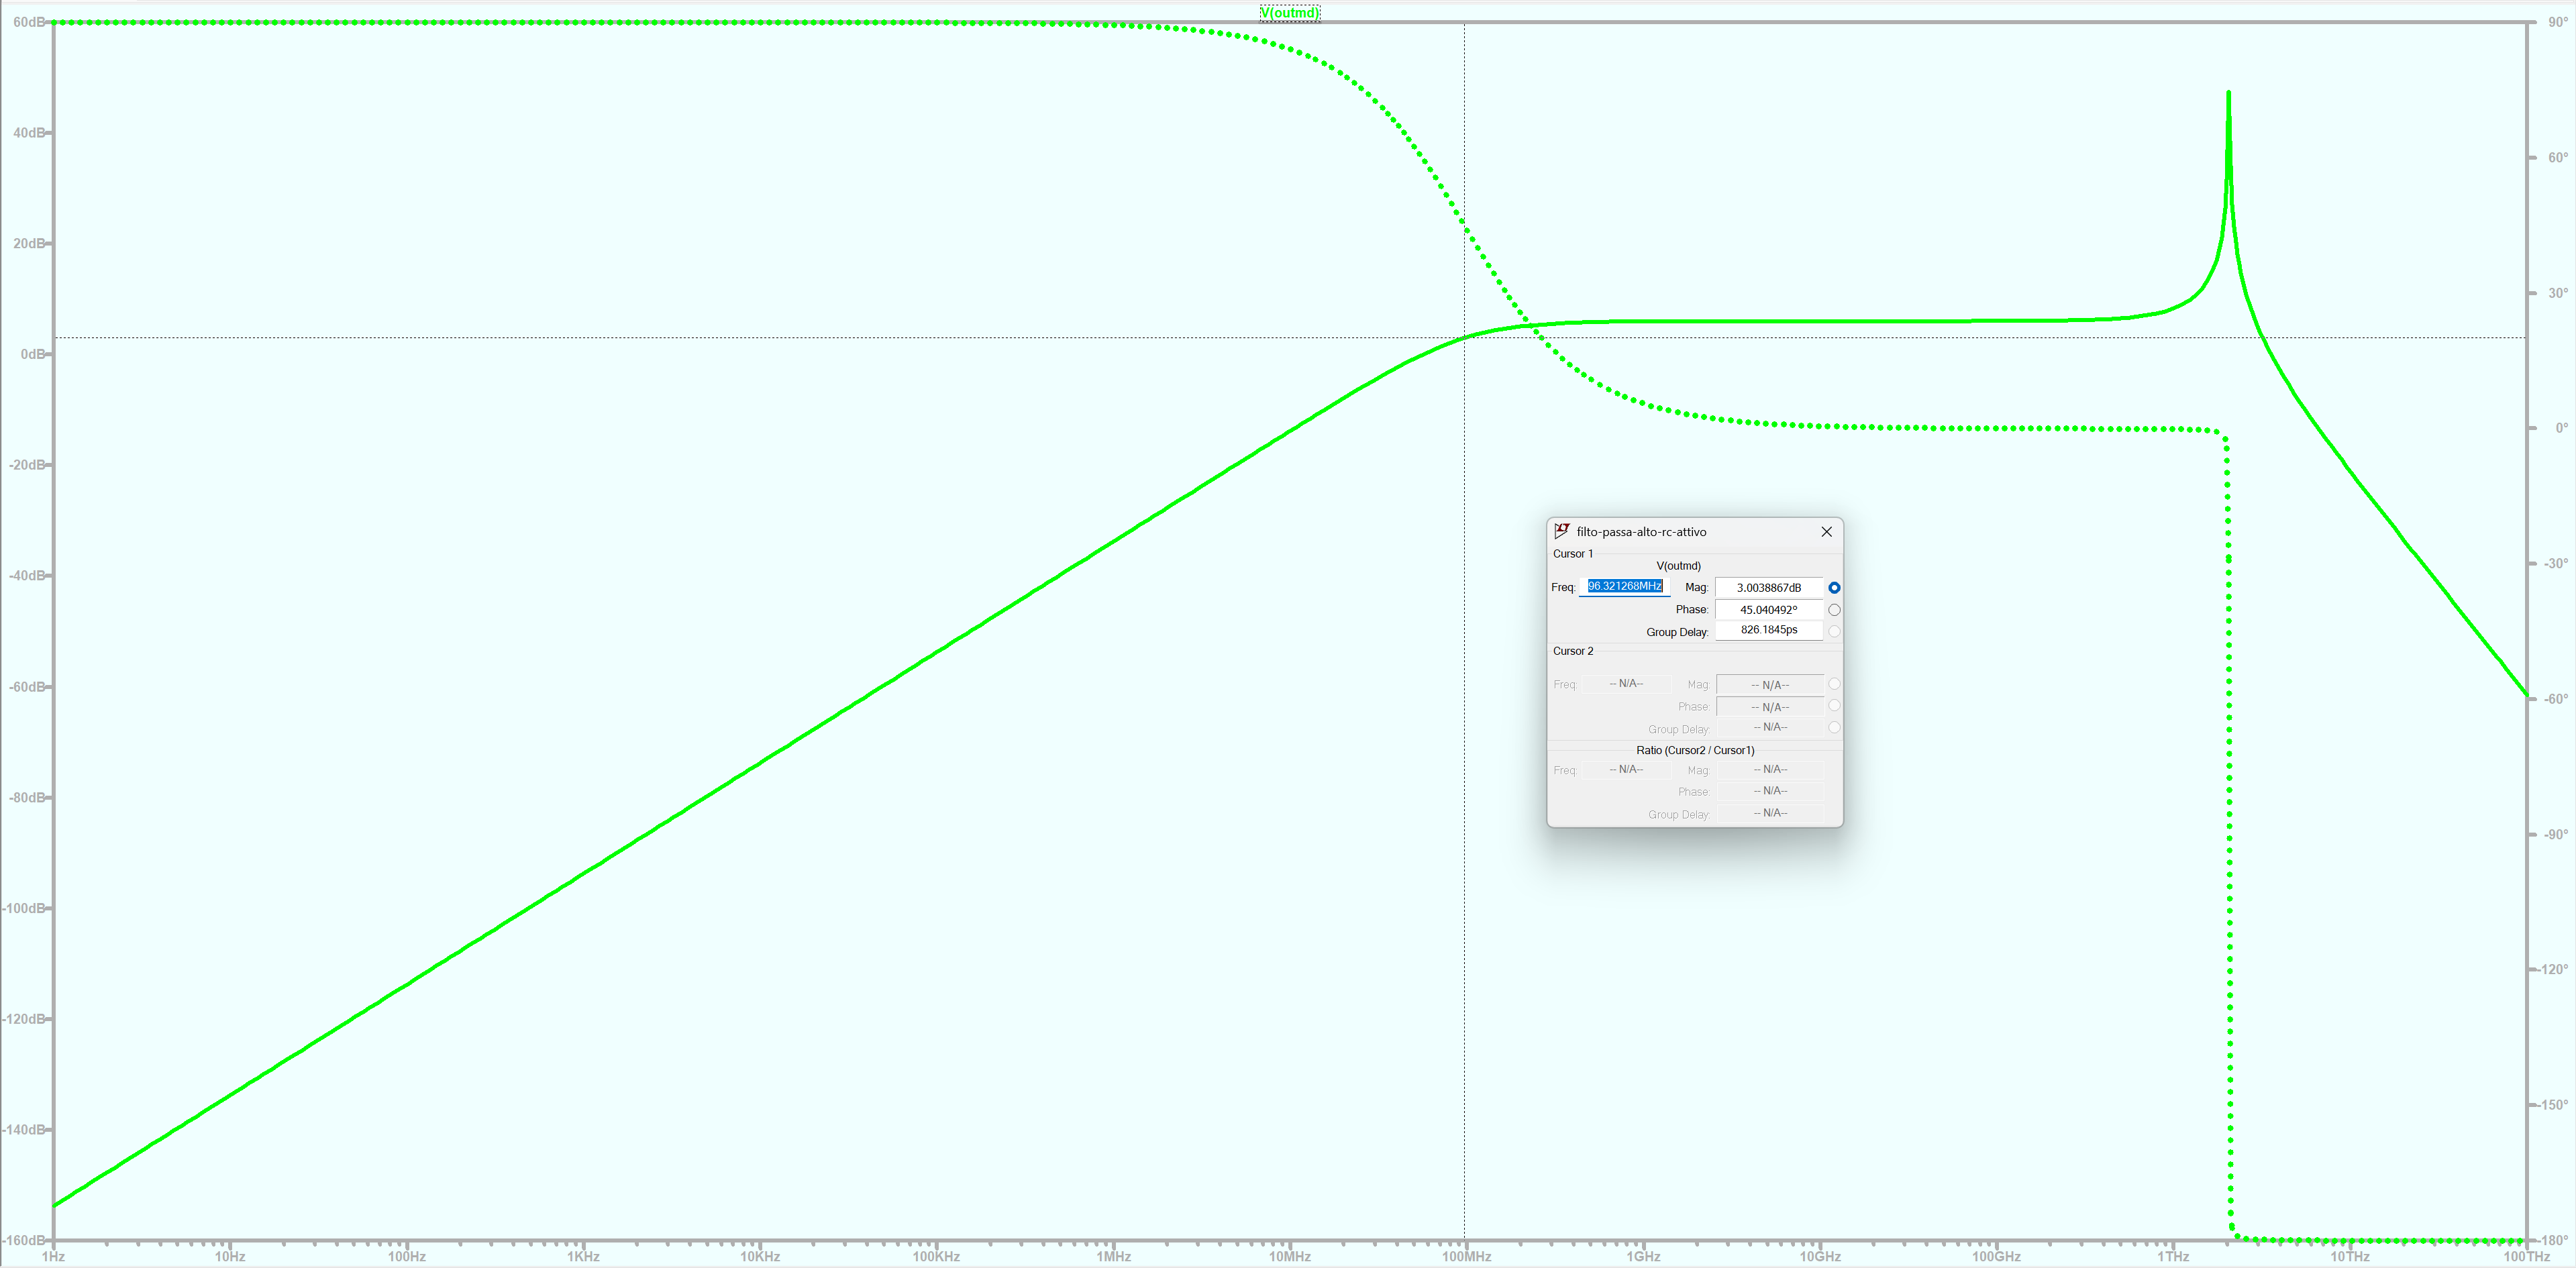 V(outmd)
60dB
40dB
20dB
0dB
-20dB
-40dB
-60dB
-80dB
-100dB
-120dB
-140dB
-160dB
90°
60°
30°
0°
-30°
-60°
-90°
-120°
-150°
-180°
1Hz 10Hz 100Hz 1KHz 10KHz 100KHz 1MHz 10MHz 100MHz 1GHz 10GHz 100GHz 1THz 10THz 100THz
filto-passa-alto-rc-attivo
Cursor 1
V(outmd)
Freq: 96.321268MHz Mag: 3.0038867dB
Phase: 45.040492°
Group Delay: 826.1845ps
Cursor 2
Freq: -- N/A-- Mag: -- N/A--
Phase: -- N/A--
Group Delay: -- N/A--
Ratio (Cursor2 / Cursor1)
Freq: -- N/A-- Mag: -- N/A--
Phase: -- N/A--
Group Delay: -- N/A--